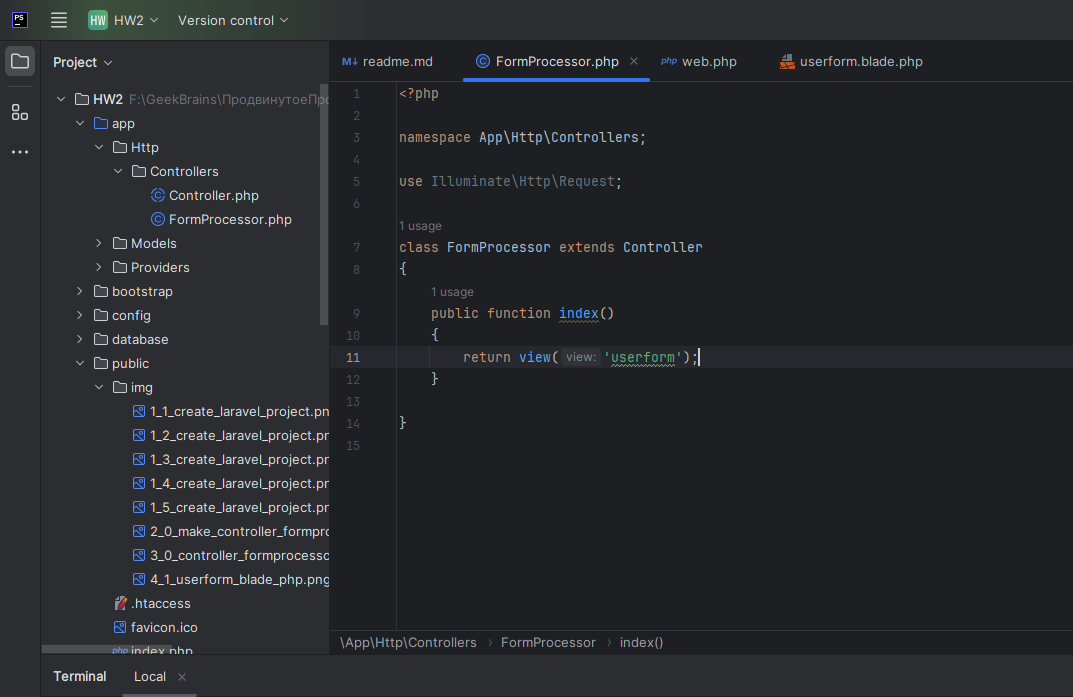 PS
HW HW2 Version control
Project
readme.md
FormProcessor.php
php web.php
userform.blade.php
HW2 F:\GeekBrains\ПродвинутоеПро
app
Http
Controllers
Controller.php
FormProcessor.php
Models
Providers
bootstrap
config
database
public
img
1_1_create_laravel_project.pn
1_2_create_laravel_project.pn
1_3_create_laravel_project.pn
1_4_create_laravel_project.pn
1_5_create_laravel_project.pn
2_0_make_controller_formpro
3_0_controller_formprocesso
4_1_userform_blade_php.png
.htaccess
favicon.ico
php index.php
1 <?php
2
3 namespace App\Http\Controllers;
4
5 use Illuminate\Http\Request;
6
1 usage
7 class FormProcessor extends Controller
8 {
1 usage
9 public function index()
10 {
11 return view( view: 'userform');
12 }
13
14 }
15
\App\Http\Controllers › FormProcessor › index()
Terminal Local